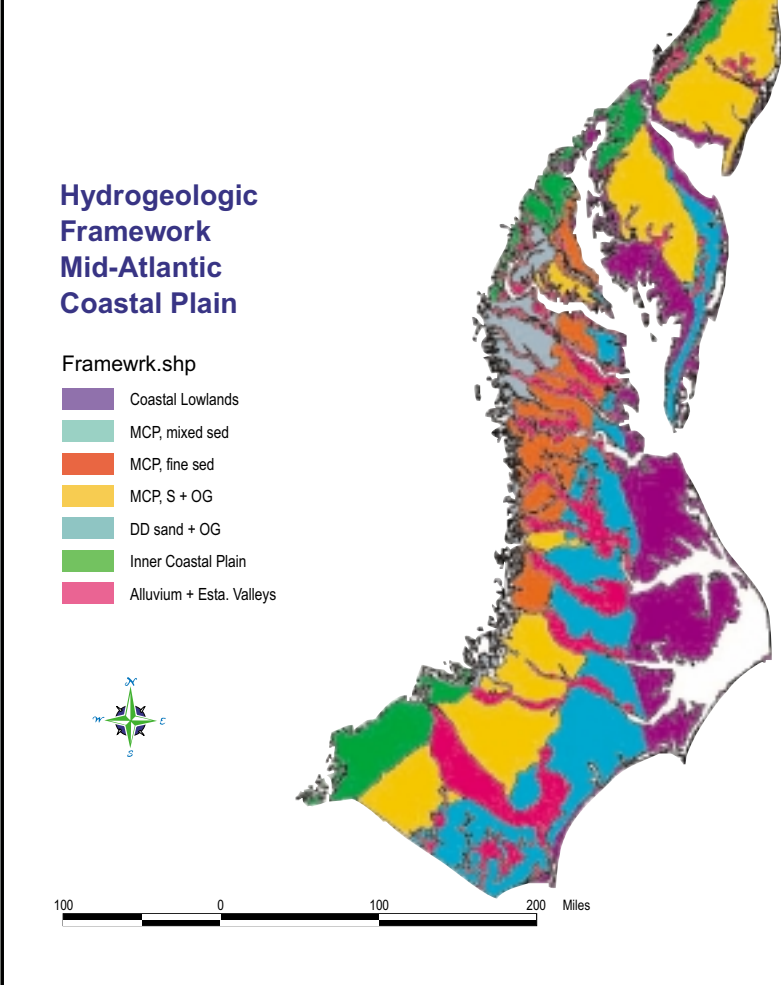 Hydrogeologic
Framework
Mid-Atlantic
Coastal Plain
Framewrk.shp
Coastal Lowlands
MCP, mixed sed
MCP, fine sed
MCP, S + OG
DD sand + OG
Inner Coastal Plain
Alluvium + Esta. Valleys
N
W E
S
100 0 100 200 Miles